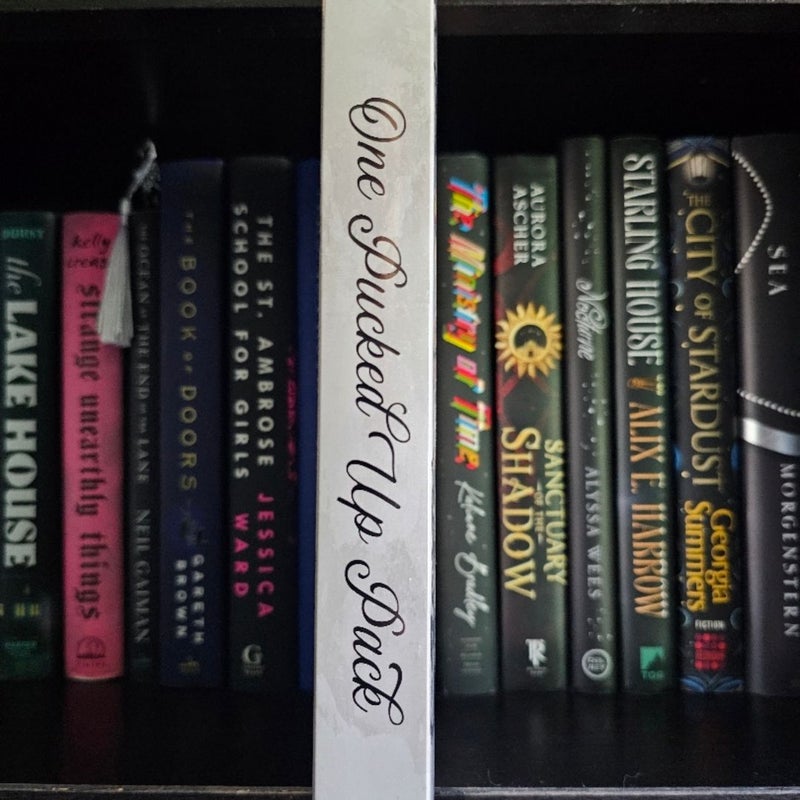 the
LAKE HOUSE
kelly
creagh
strange unearthly things
THE OCEAN AT THE END OF THE LANE
NEIL GAIMAN
THE BOOK OF DOORS
GARETH
BROWN
THE ST. AMBROSE
SCHOOL FOR GIRLS
JESSICA
WARD
G
One Pucked Up Pack
The Ministry of Time
Kaliane Bradley
AURORA
ASCHER
SANCTUARY
OF THE
SHADOW
Nocturne
ALYSSA WEES
STARLING HOUSE
ALIX E. HARROW
TOR
THE
CITY OF STARDUST
Georgia
Summers
FICTION
SEA
MORGENSTERN